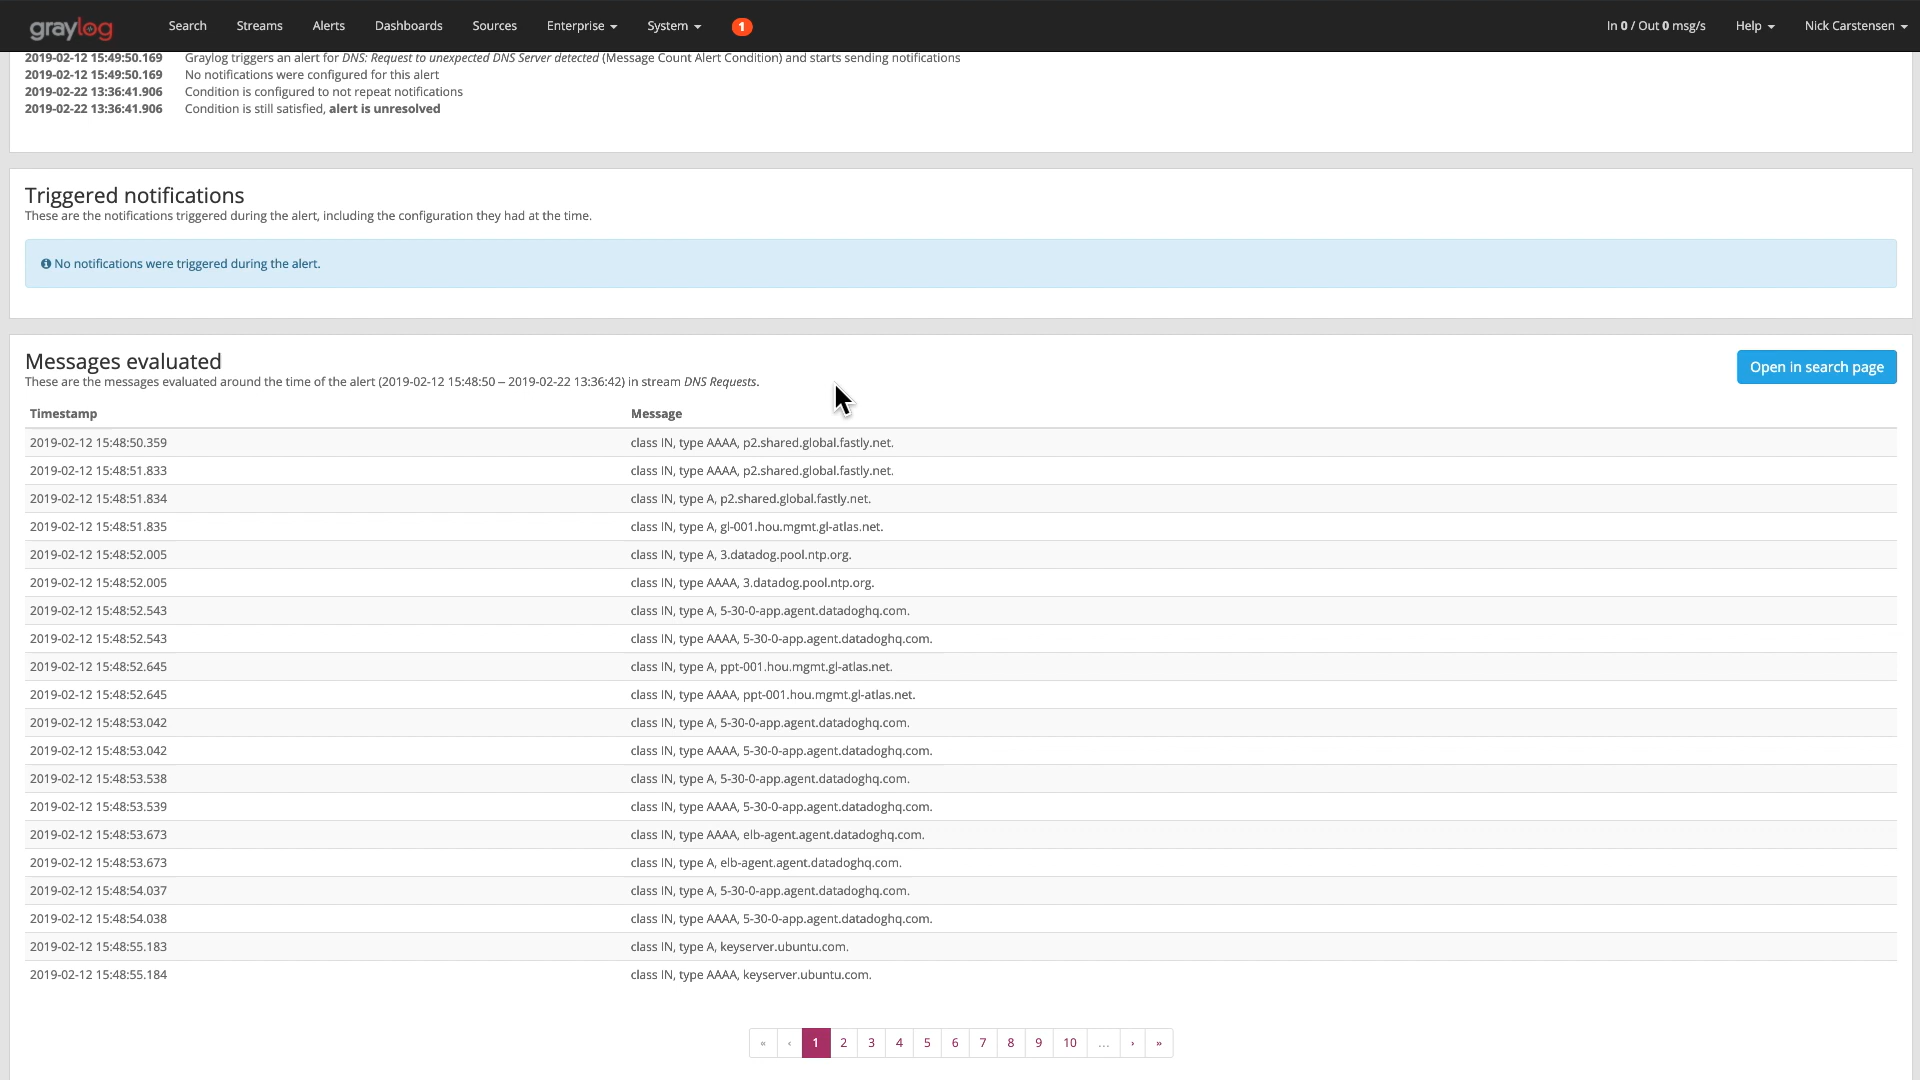 graylog Search Streams Alerts Dashboards Sources Enterprise System 1 In 0 / Out 0 msg/s Help Nick Carstensen
2019-02-12 15:49:50.169 Graylog triggers an alert for DNS: Request to unexpected DNS Server detected (Message Count Alert Condition) and starts sending notifications
2019-02-12 15:49:50.169 No notifications were configured for this alert
2019-02-22 13:36:41.906 Condition is configured to not repeat notifications
2019-02-22 13:36:41.906 Condition is still satisfied, alert is unresolved
Triggered notifications
These are the notifications triggered during the alert, including the configuration they had at the time.
No notifications were triggered during the alert.
Messages evaluated
Open in search page
These are the messages evaluated around the time of the alert (2019-02-12 15:48:50 – 2019-02-22 13:36:42) in stream DNS Requests.
Timestamp Message
2019-02-12 15:48:50.359 class IN, type AAAA, p2.shared.global.fastly.net.
2019-02-12 15:48:51.833 class IN, type AAAA, p2.shared.global.fastly.net.
2019-02-12 15:48:51.834 class IN, type A, p2.shared.global.fastly.net.
2019-02-12 15:48:51.835 class IN, type A, gl-001.hou.mgmt.gl-atlas.net.
2019-02-12 15:48:52.005 class IN, type A, 3.datadog.pool.ntp.org.
2019-02-12 15:48:52.005 class IN, type AAAA, 3.datadog.pool.ntp.org.
2019-02-12 15:48:52.543 class IN, type A, 5-30-0-app.agent.datadoghq.com.
2019-02-12 15:48:52.543 class IN, type AAAA, 5-30-0-app.agent.datadoghq.com.
2019-02-12 15:48:52.645 class IN, type A, ppt-001.hou.mgmt.gl-atlas.net.
2019-02-12 15:48:52.645 class IN, type AAAA, ppt-001.hou.mgmt.gl-atlas.net.
2019-02-12 15:48:53.042 class IN, type A, 5-30-0-app.agent.datadoghq.com.
2019-02-12 15:48:53.042 class IN, type AAAA, 5-30-0-app.agent.datadoghq.com.
2019-02-12 15:48:53.538 class IN, type A, 5-30-0-app.agent.datadoghq.com.
2019-02-12 15:48:53.539 class IN, type AAAA, 5-30-0-app.agent.datadoghq.com.
2019-02-12 15:48:53.673 class IN, type AAAA, elb-agent.agent.datadoghq.com.
2019-02-12 15:48:53.673 class IN, type A, elb-agent.agent.datadoghq.com.
2019-02-12 15:48:54.037 class IN, type A, 5-30-0-app.agent.datadoghq.com.
2019-02-12 15:48:54.038 class IN, type AAAA, 5-30-0-app.agent.datadoghq.com.
2019-02-12 15:48:55.183 class IN, type A, keyserver.ubuntu.com.
2019-02-12 15:48:55.184 class IN, type AAAA, keyserver.ubuntu.com.
« ‹ 1 2 3 4 5 6 7 8 9 10 … › »